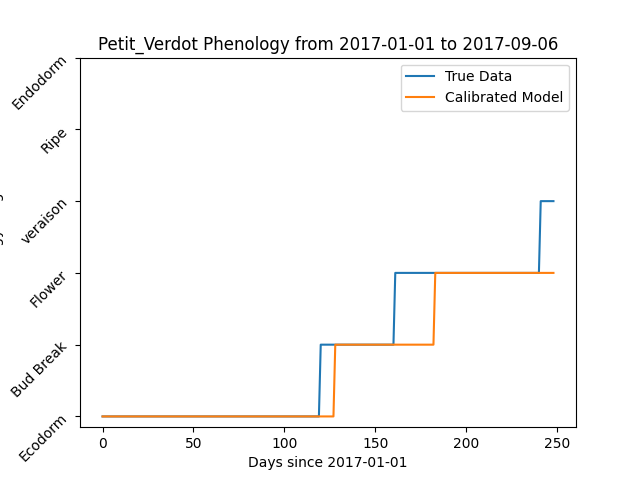 Petit_Verdot Phenology from 2017-01-01 to 2017-09-06
True Data
Calibrated Model
Endodorm
Ripe
veraison
Flower
Bud Break
Ecodorm
0 50 100 150 200 250
Days since 2017-01-01